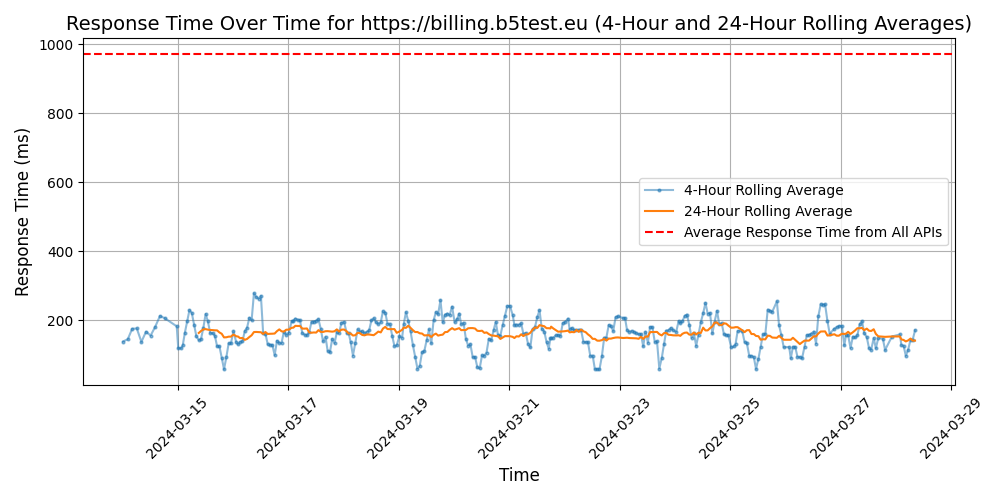 Response Time Over Time for https://billing.b5test.eu (4-Hour and 24-Hour Rolling Averages)
1000
800
600
400
200
Response Time (ms)
4-Hour Rolling Average
24-Hour Rolling Average
Average Response Time from All APIs
2024-03-15
2024-03-17
2024-03-19
2024-03-21
2024-03-23
2024-03-25
2024-03-27
2024-03-29
Time